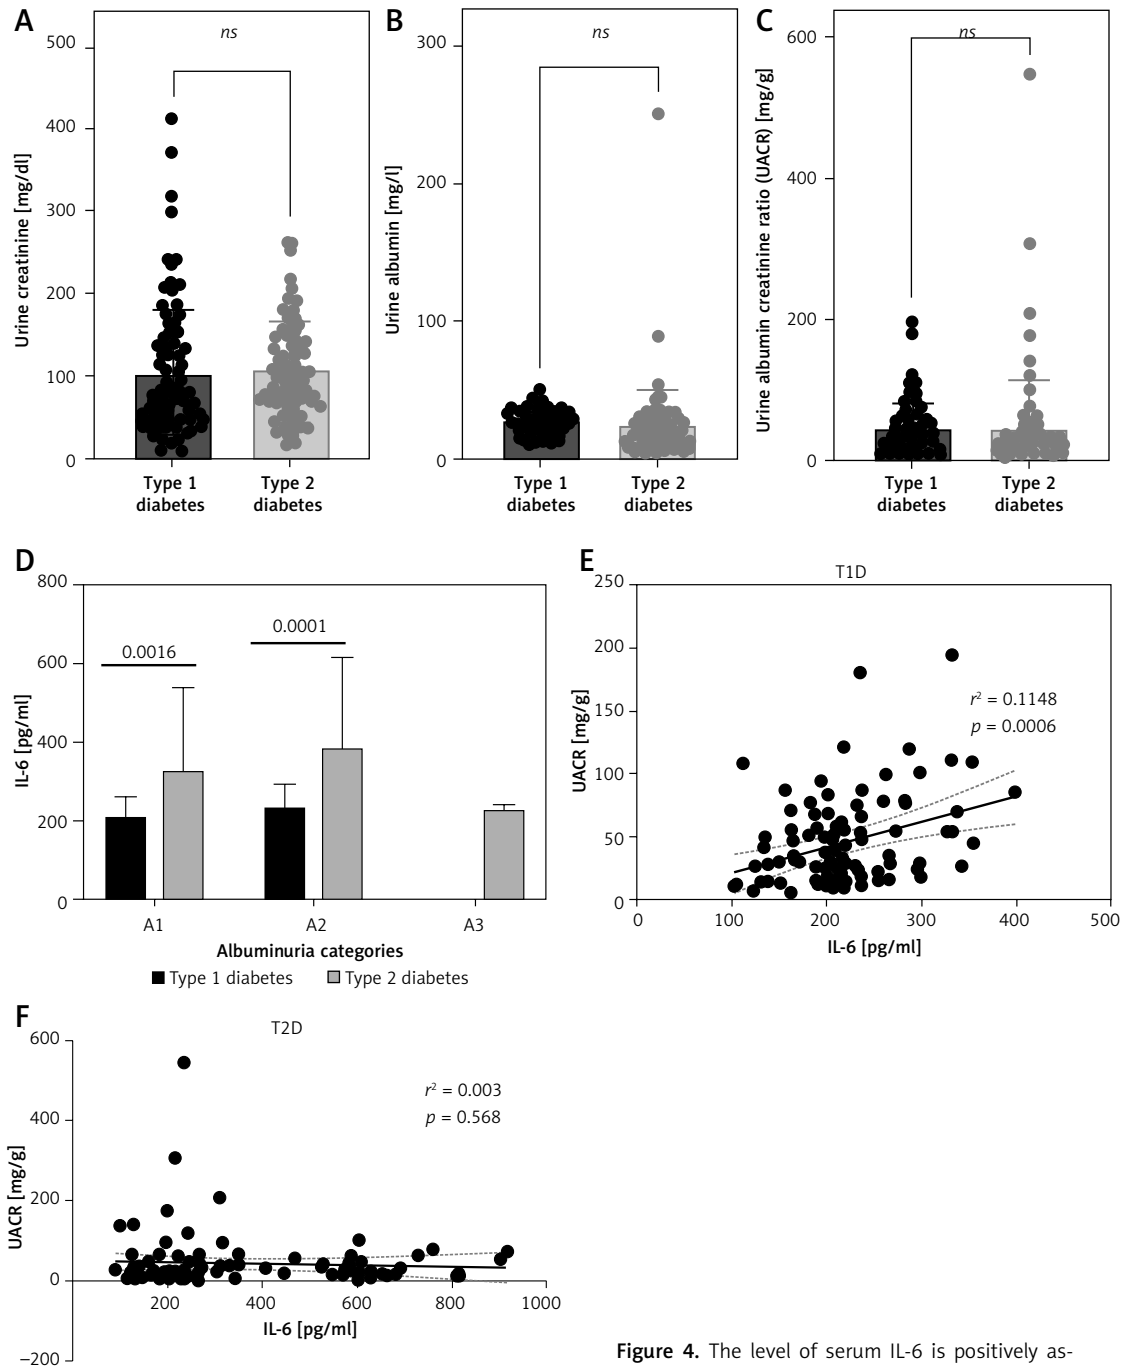 A
Urine creatinine [mg/dl]
500
400
300
200
100
0
ns
Type 1
diabetes
Type 2
diabetes
B
Urine albumin [mg/l]
300
200
100
0
ns
Type 1
diabetes
Type 2
diabetes
C
Urine albumin creatinine ratio (UACR) [mg/g]
600
400
200
0
ns
Type 1
diabetes
Type 2
diabetes
D
IL-6 [pg/ml]
800
600
400
200
0
0.0016
0.0001
A1
A2
A3
Albuminuria categories
Type 1 diabetes
Type 2 diabetes
E
T1D
UACR [mg/g]
250
200
150
100
50
0
r² = 0.1148
p = 0.0006
0
100
200
300
400
500
IL-6 [pg/ml]
F
T2D
UACR [mg/g]
600
400
200
0
–200
r² = 0.003
p = 0.568
200
400
600
800
1000
IL-6 [pg/ml]
Figure 4. The level of serum IL-6 is positively as-